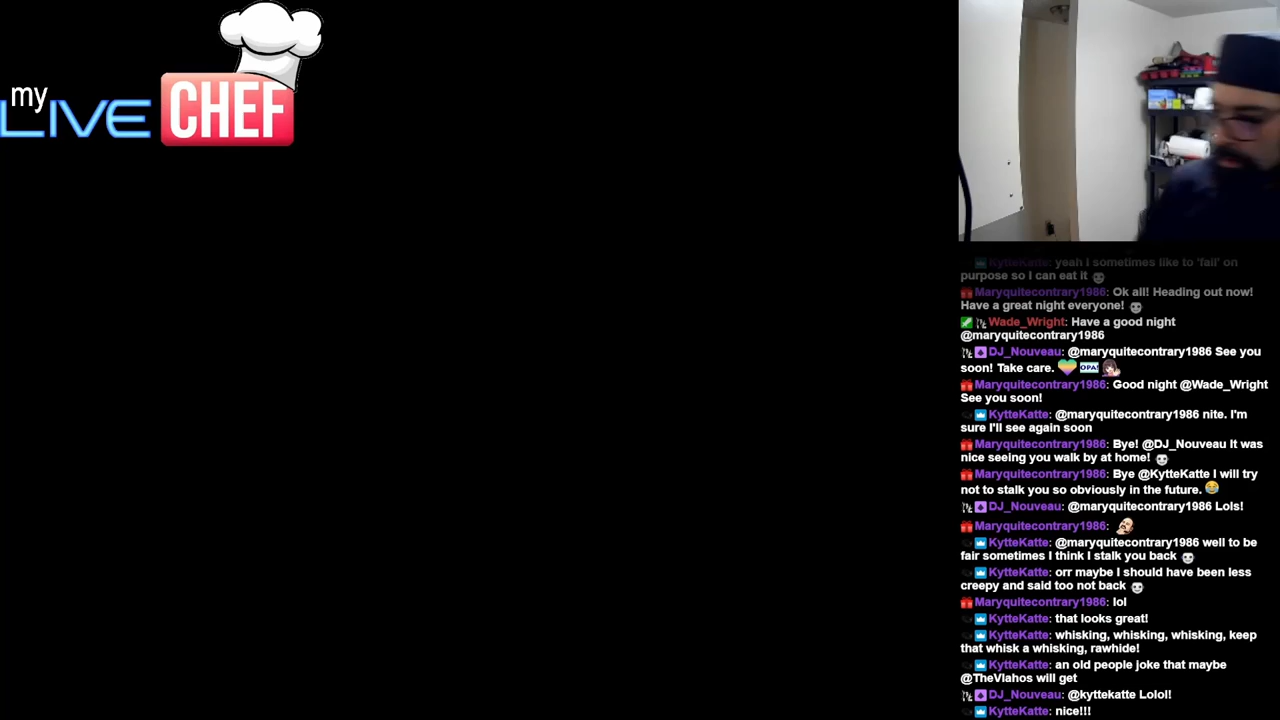 my
LIVE CHEF
KytteKatte: yeah I sometimes like to 'fail' on
purpose so I can eat it
Maryquitecontrary1986: Ok all! Heading out now!
Have a great night everyone!
Wade_Wright: Have a good night
@maryquitecontrary1986
DJ_Nouveau: @maryquitecontrary1986 See you
soon! Take care. OPA!
Maryquitecontrary1986: Good night @Wade_Wright
See you soon!
KytteKatte: @maryquitecontrary1986 nite. I'm
sure I'll see again soon
Maryquitecontrary1986: Bye! @DJ_Nouveau It was
nice seeing you walk by at home!
Maryquitecontrary1986: Bye @KytteKatte I will try
not to stalk you so obviously in the future.
DJ_Nouveau: @maryquitecontrary1986 Lols!
Maryquitecontrary1986:
KytteKatte: @maryquitecontrary1986 well to be
fair sometimes I think I stalk you back
KytteKatte: orr maybe I should have been less
creepy and said too not back
Maryquitecontrary1986: lol
KytteKatte: that looks great!
KytteKatte: whisking, whisking, whisking, keep
that whisk a whisking, rawhide!
KytteKatte: an old people joke that maybe
@TheVlahos will get
DJ_Nouveau: @kyttekatte Lolol!
KytteKatte: nice!!!